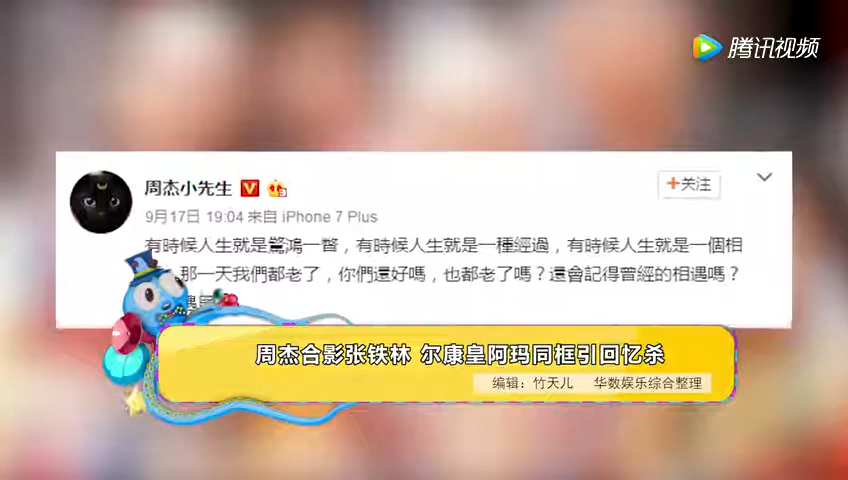 腾讯视频
周杰小先生
+关注
9月17日 19:04 来自 iPhone 7 Plus
有時候人生就是驚鴻一瞥，有時候人生就是一種經過，有時候人生就是一個相
那一天我們都老了，你們還好嗎，也都老了嗎？還會記得曾經的相遇嗎？
周杰合影张铁林 尔康皇阿玛同框引回忆杀
编辑：竹天儿 华数娱乐综合整理